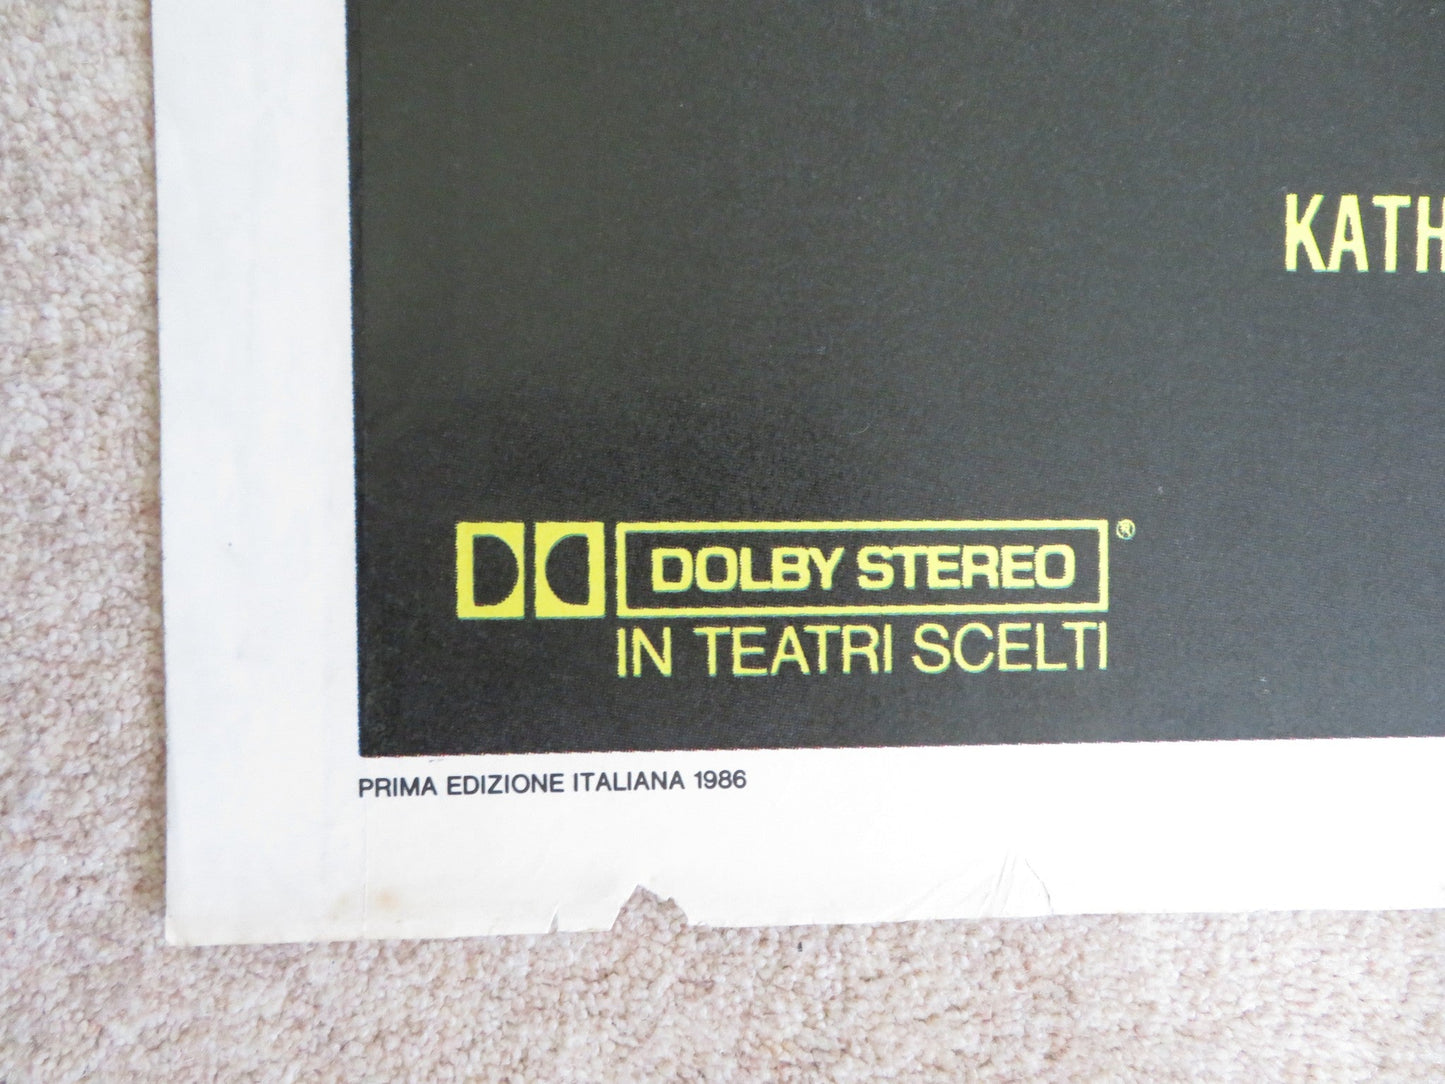 KATH
DOLBY STEREO ®
IN TEATRI SCELTI
PRIMA EDIZIONE ITALIANA 1986